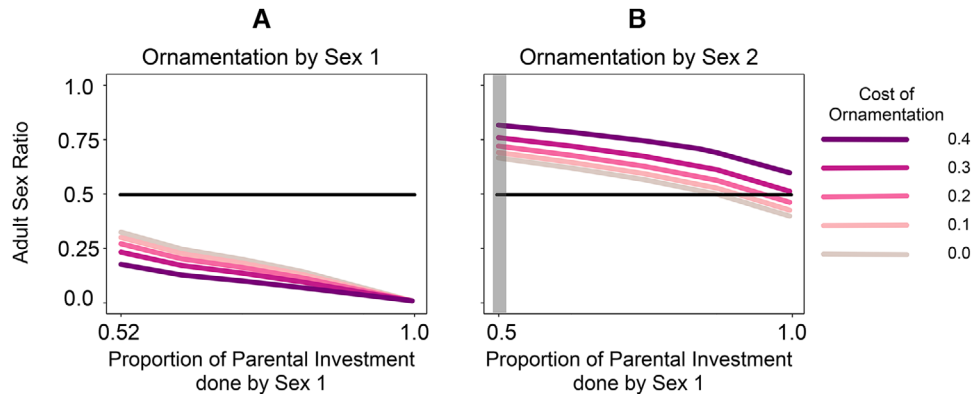 A
B
Ornamentation by Sex 1
Ornamentation by Sex 2
Adult Sex Ratio
1.0
0.75
0.5
0.25
0.0
0.52
1.0
0.5
1.0
Proportion of Parental Investment
done by Sex 1
Proportion of Parental Investment
done by Sex 1
Cost of
Ornamentation
0.4
0.3
0.2
0.1
0.0